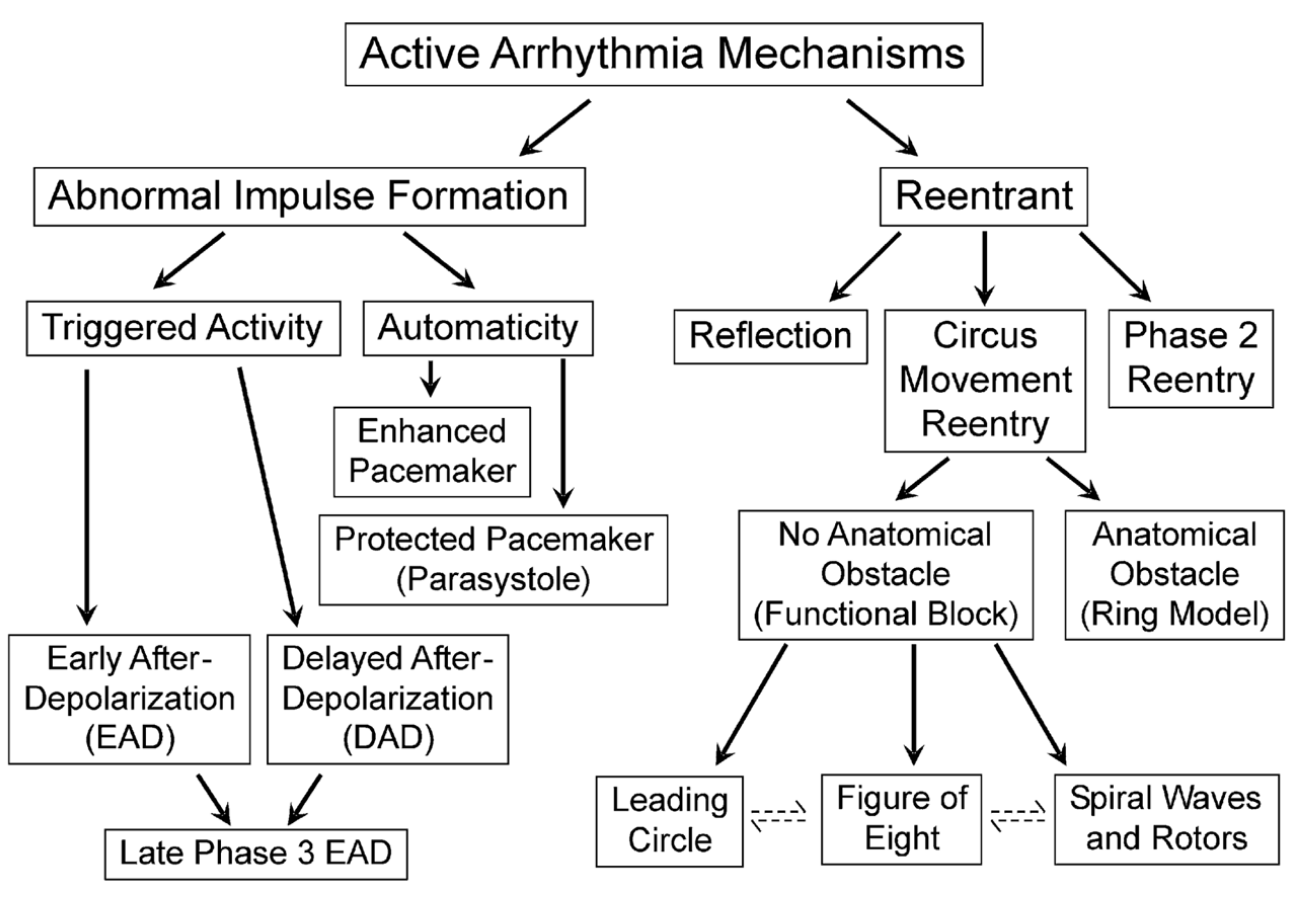 Active Arrhythmia Mechanisms
Abnormal Impulse Formation
Reentrant
Triggered Activity
Automaticity
Reflection
Circus
Movement
Reentry
Phase 2
Reentry
Enhanced
Pacemaker
Protected Pacemaker
(Parasystole)
No Anatomical
Obstacle
(Functional Block)
Anatomical
Obstacle
(Ring Model)
Early After-
Depolarization
(EAD)
Delayed After-
Depolarization
(DAD)
Late Phase 3 EAD
Leading
Circle
Figure of
Eight
Spiral Waves
and Rotors